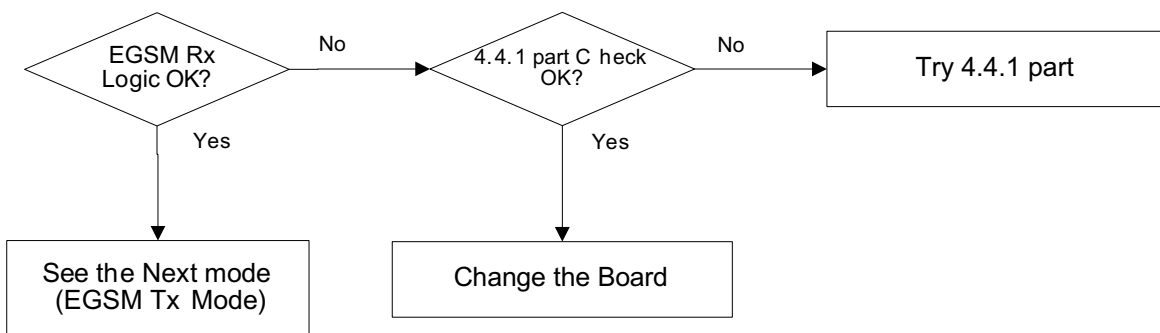 EGSM Rx
Logic OK?
No
4.4.1 part C heck
OK?
No
Try 4.4.1 part
Yes
Yes
See the Next mode
(EGSM Tx Mode)
Change the Board